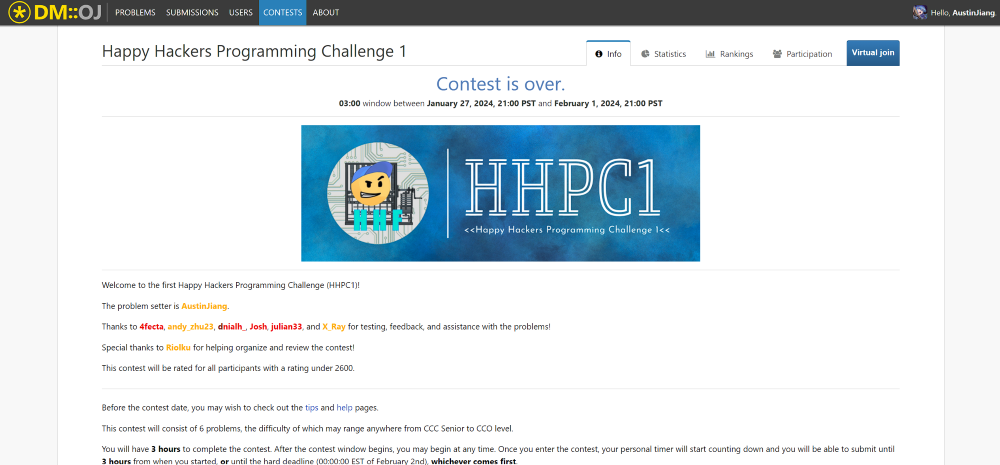 DM::OJ PROBLEMS SUBMISSIONS USERS CONTESTS ABOUT Hello, AustinJiang.
Happy Hackers Programming Challenge 1 Info Statistics Rankings Participation Virtual join
Contest is over.
03:00 window between January 27, 2024, 21:00 PST and February 1, 2024, 21:00 PST
HHF
HHPC1
<<Happy Hackers Programming Challenge 1<<
Welcome to the first Happy Hackers Programming Challenge (HHPC1)!
The problem setter is AustinJiang.
Thanks to 4fecta, andy_zhu23, dnialh_, Josh, julian33, and X_Ray for testing, feedback, and assistance with the problems!
Special thanks to Riolku for helping organize and review the contest!
This contest will be rated for all participants with a rating under 2600.
Before the contest date, you may wish to check out the tips and help pages.
This contest will consist of 6 problems, the difficulty of which may range anywhere from CCC Senior to CCO level.
You will have 3 hours to complete the contest. After the contest window begins, you may begin at any time. Once you enter the contest, your personal timer will start counting down and you will be able to submit until
3 hours from when you started, or until the hard deadline (00:00:00 EST of February 2nd), whichever comes first.